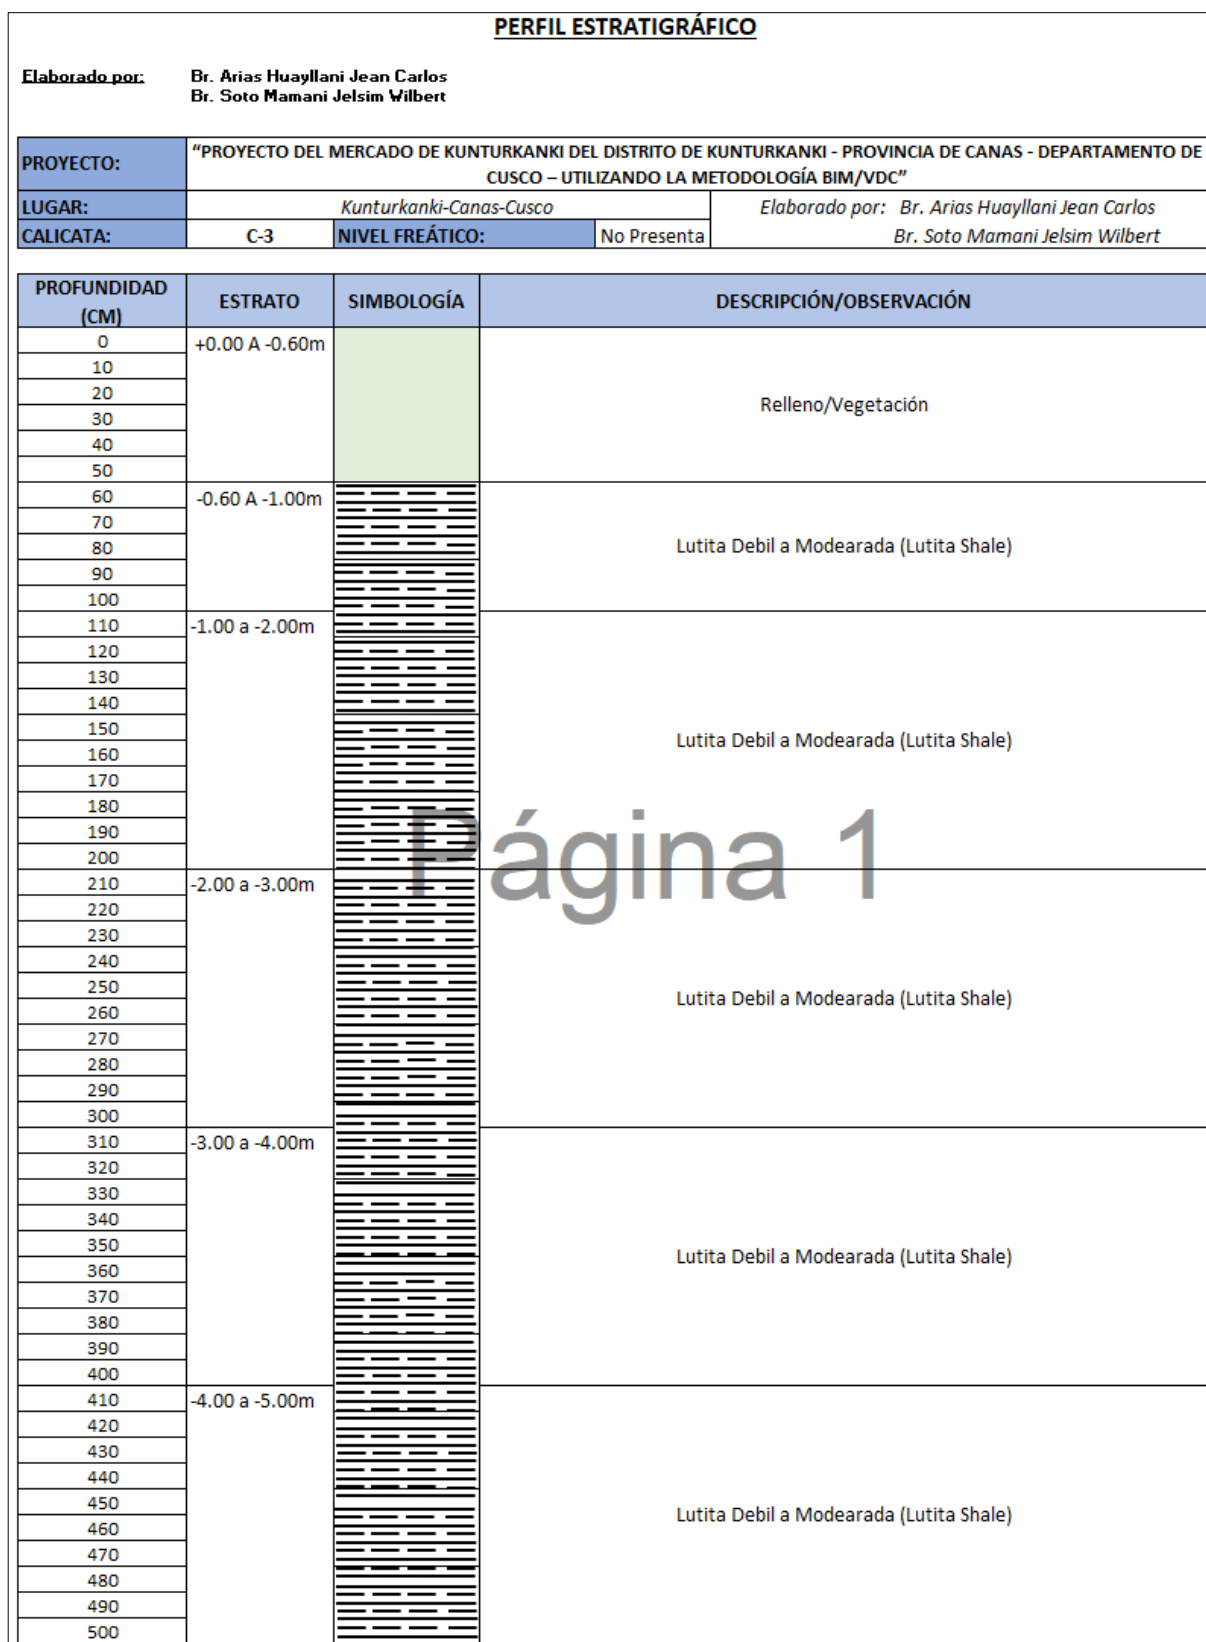 PERFIL ESTRATIGRÁFICO
Elaborado por: Br. Arias Huayllani Jean Carlos
Br. Soto Mamani Jelsim Wilbert
PROYECTO: "PROYECTO DEL MERCADO DE KUNTURKANKI DEL DISTRITO DE KUNTURKANKI - PROVINCIA DE CANAS - DEPARTAMENTO DE
CUSCO – UTILIZANDO LA METODOLOGÍA BIM/VDC"
LUGAR: Kunturkanki-Canas-Cusco Elaborado por: Br. Arias Huayllani Jean Carlos
CALICATA: C-3 NIVEL FREÁTICO: No Presenta Br. Soto Mamani Jelsim Wilbert
PROFUNDIDAD
(CM) ESTRATO SIMBOLOGÍA DESCRIPCIÓN/OBSERVACIÓN
0 +0.00 A -0.60m
10
20
Relleno/Vegetación
30
40
50
60 -0.60 A -1.00m
70
80 Lutita Debil a Modearada (Lutita Shale)
90
100
110 -1.00 a -2.00m
120
130
140
150
Lutita Debil a Modearada (Lutita Shale)
160
170
180
190
200
Página 1
210 -2.00 a -3.00m
220
230
240
250
Lutita Debil a Modearada (Lutita Shale)
260
270
280
290
300
310 -3.00 a -4.00m
320
330
340
350
Lutita Debil a Modearada (Lutita Shale)
360
370
380
390
400
410 -4.00 a -5.00m
420
430
440
450
Lutita Debil a Modearada (Lutita Shale)
460
470
480
490
500